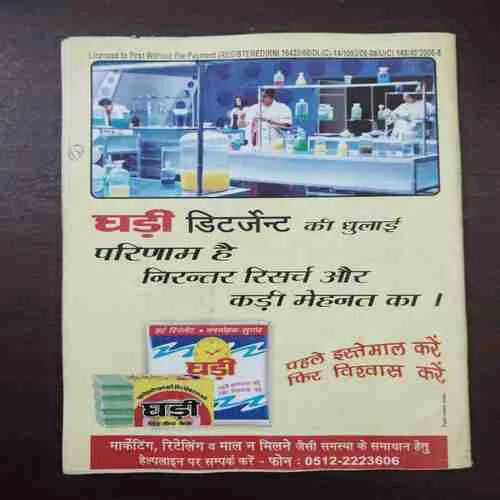 Licensed to Post Without Pre-Payment
घड़ी डिटर्जेन्ट की धुलाई
परिणाम है
निरन्तर रिसर्च और
कड़ी मेहनत का ।
घड़ी
पहले इस्तेमाल करें
फिर विश्वास करें
घड़ी
मार्केटिंग, रिटेलिंग व माल न मिलने जैसी समस्या के समाधान हेतु
हेल्पलाइन पर सम्पर्क करें - फोन : 0512-2223606